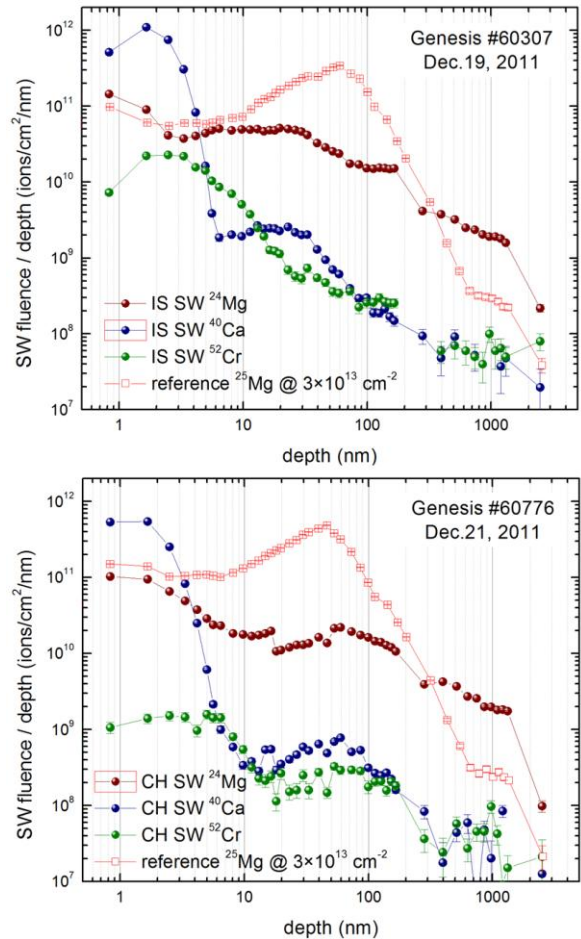 Genesis #60307
Dec.19, 2011
SW fluence / depth (ions/cm²/nm)
10¹²
10¹¹
10¹⁰
10⁹
10⁸
10⁷
IS SW ²⁴Mg
IS SW ⁴⁰Ca
IS SW ⁵²Cr
reference ²⁵Mg @ 3×10¹³ cm⁻²
1 10 100 1000
depth (nm)
Genesis #60776
Dec.21, 2011
SW fluence / depth (ions/cm²/nm)
10¹²
10¹¹
10¹⁰
10⁹
10⁸
10⁷
CH SW ²⁴Mg
CH SW ⁴⁰Ca
CH SW ⁵²Cr
reference ²⁵Mg @ 3×10¹³ cm⁻²
1 10 100 1000
depth (nm)